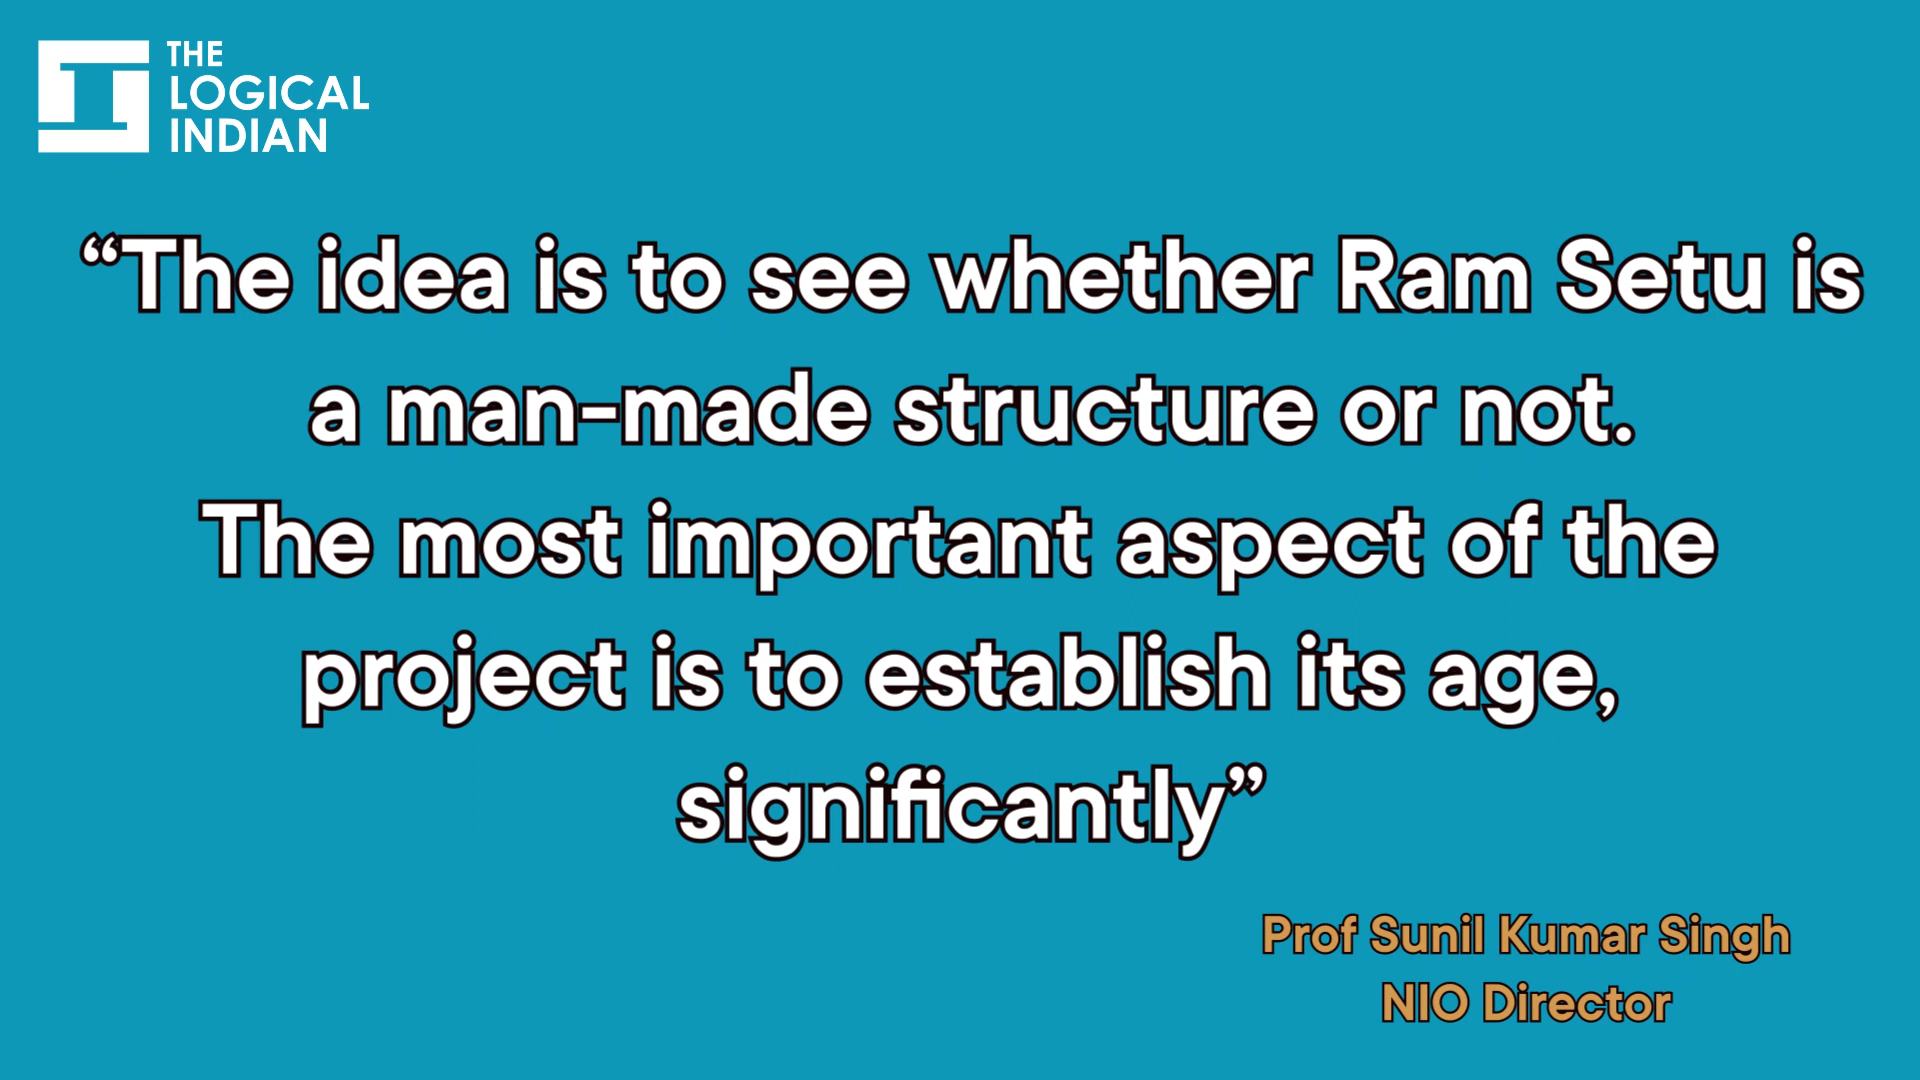 THE
LOGICAL
INDIAN
“The idea is to see whether Ram Setu is
a man-made structure or not.
The most important aspect of the
project is to establish its age,
significantly”
Prof Sunil Kumar Singh
NIO Director